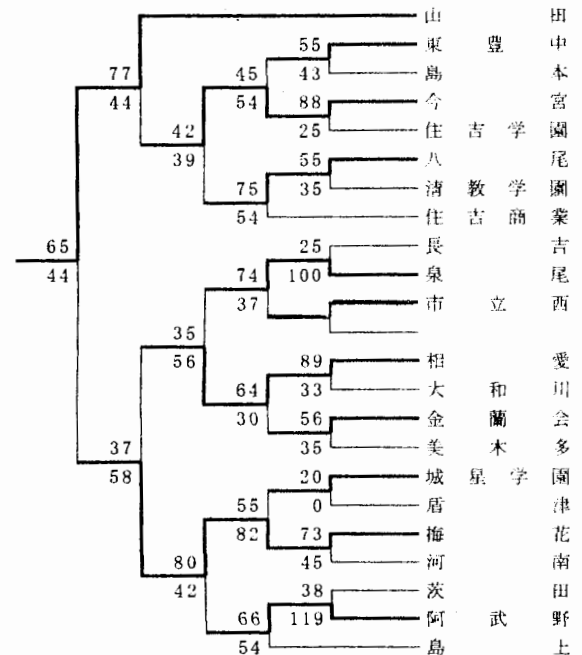 山田
55 東豊中
77 45 43 島本
44 54 88 今宮
42 25 住吉学園
39 55 八尾
75 35 清教学園
54 住吉商業
65 25 長吉
44 74 100 泉尾
37 市立西
35
56 89 相愛
64 33 大和川
30 56 金蘭会
37 35 美木多
58 20 城星学園
55 0 盾津
82 73 梅花
80 45 河南
42 38 茨田
66 119 阿武野
54 島上